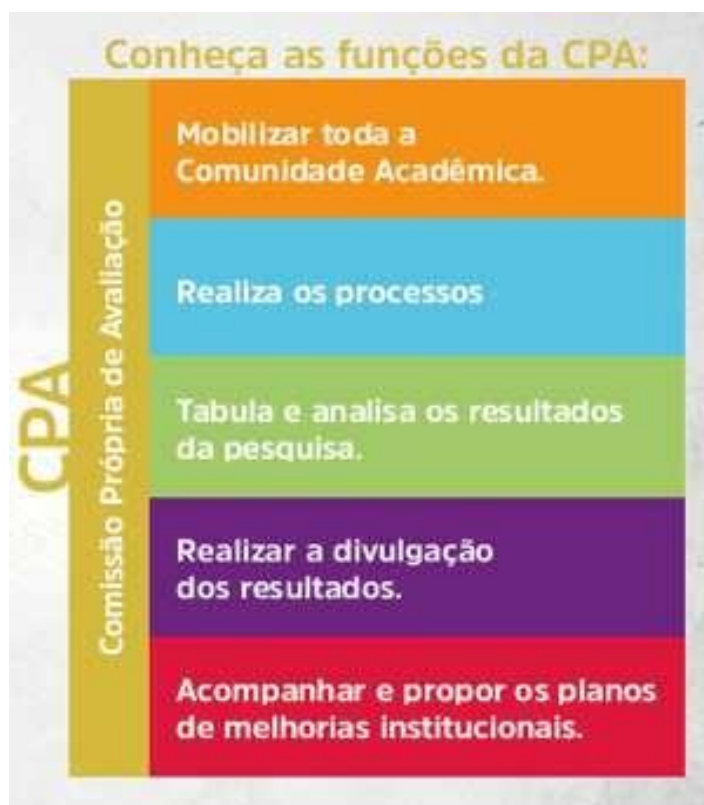 Conheça as funções da CPA:
CPA
Comissão Própria de Avaliação
Mobilizar toda a
Comunidade Acadêmica.
Realiza os processos
Tabula e analisa os resultados
da pesquisa.
Realizar a divulgação
dos resultados.
Acompanhar e propor os planos
de melhorias institucionais.